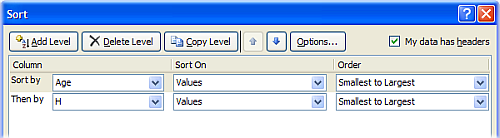 Sort
Add Level Delete Level Copy Level Options... My data has headers
Column Sort On Order
Sort by Age Values Smallest to Largest
Then by H Values Smallest to Largest